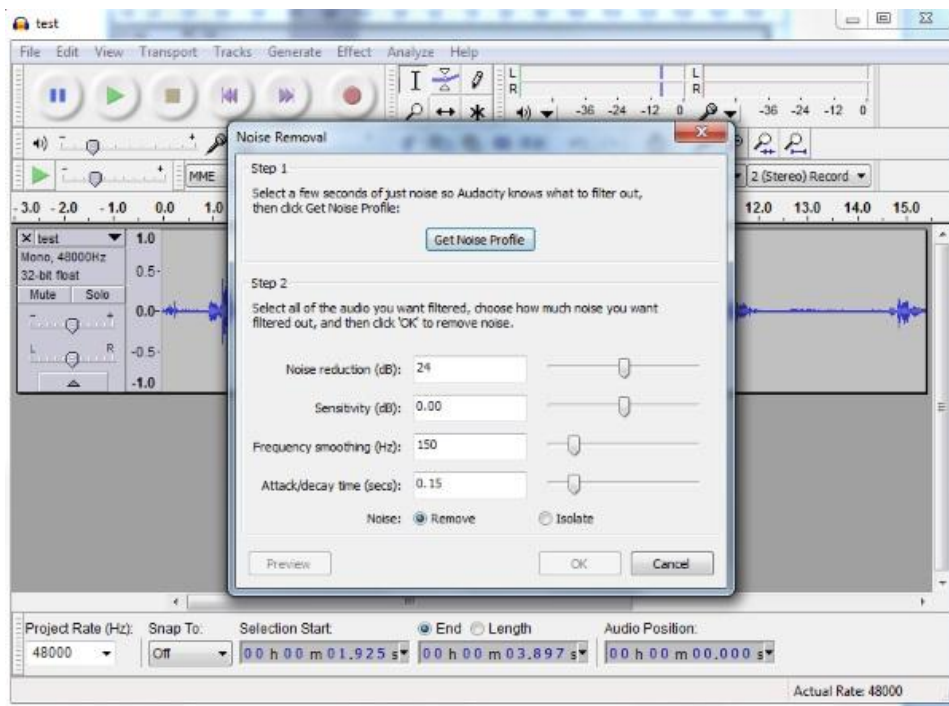 test
File Edit View Transport Tracks Generate Effect Analyze Help
L
R
-36 -24 -12 0
L
R
-36 -24 -12 0
MME
2 (Stereo) Record
-3.0 -2.0 -1.0 0.0 1.0 12.0 13.0 14.0 15.0
test
Mono, 48000Hz
32-bit float
Mute Solo
- +
L R
1.0
0.5-
0.0-
-0.5-
-1.0
Noise Removal
Step 1
Select a few seconds of just noise so Audacity knows what to filter out,
then click Get Noise Profile:
Get Noise Profile
Step 2
Select all of the audio you want filtered, choose how much noise you want
filtered out, and then click 'OK' to remove noise.
Noise reduction (dB): 24
Sensitivity (dB): 0.00
Frequency smoothing (Hz): 150
Attack/decay time (secs): 0.15
Noise: Remove Isolate
Preview OK Cancel
Project Rate (Hz): Snap To: Selection Start: End Length Audio Position:
48000 Off 00 h 00 m 01.925 s 00 h 00 m 03.897 s 00 h 00 m 00.000 s
Actual Rate: 48000